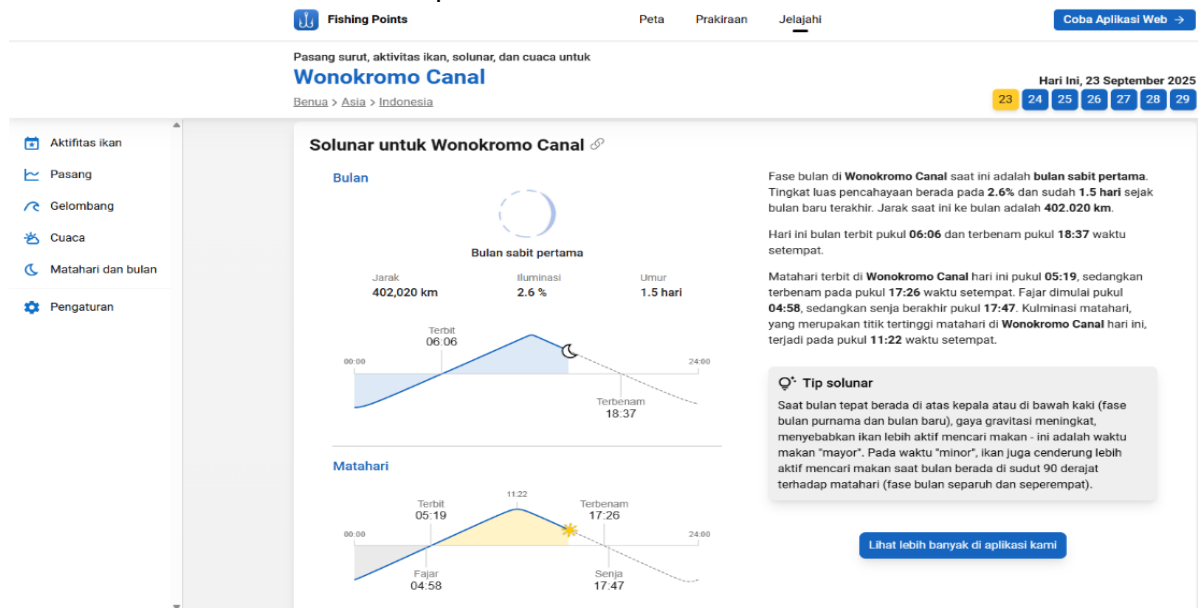 Fishing Points
Peta
Prakiraan
Jelajahi
Coba Aplikasi Web →
Pasang surut, aktivitas ikan, solunar, dan cuaca untuk
Wonokromo Canal
Benua > Asia > Indonesia
Hari Ini, 23 September 2025
23 24 25 26 27 28 29
Aktifitas ikan
Pasang
Gelombang
Cuaca
Matahari dan bulan
Pengaturan
Solunar untuk Wonokromo Canal
Bulan
Bulan sabit pertama
Jarak
402,020 km
Iluminasi
2.6 %
Umur
1.5 hari
Terbit
06:06
00:00
24:00
Terbenam
18:37
Matahari
11:22
Terbit
05:19
Terbenam
17:26
00:00
24:00
Fajar
04:58
Senja
17:47
Fase bulan di Wonokromo Canal saat ini adalah bulan sabit pertama.
Tingkat luas pencahayaan berada pada 2.6% dan sudah 1.5 hari sejak
bulan baru terakhir. Jarak saat ini ke bulan adalah 402.020 km.
Hari ini bulan terbit pukul 06:06 dan terbenam pukul 18:37 waktu
setempat.
Matahari terbit di Wonokromo Canal hari ini pukul 05:19, sedangkan
terbenam pada pukul 17:26 waktu setempat. Fajar dimulai pukul
04:58, sedangkan senja berakhir pukul 17:47. Kulminasi matahari,
yang merupakan titik tertinggi matahari di Wonokromo Canal hari ini,
terjadi pada pukul 11:22 waktu setempat.
Tip solunar
Saat bulan tepat berada di atas kepala atau di bawah kaki (fase
bulan purnama dan bulan baru), gaya gravitasi meningkat,
menyebabkan ikan lebih aktif mencari makan - ini adalah waktu
makan "mayor". Pada waktu "minor", ikan juga cenderung lebih
aktif mencari makan saat bulan berada di sudut 90 derajat
terhadap matahari (fase bulan separuh dan seperempat).
Lihat lebih banyak di aplikasi kami